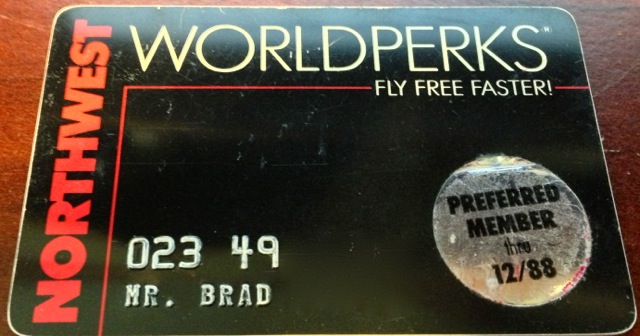 NORTHWEST
WORLDPERKS
FLY FREE FASTER!
PREFERRED
MEMBER
thru
12/88
023 49
MR. BRAD